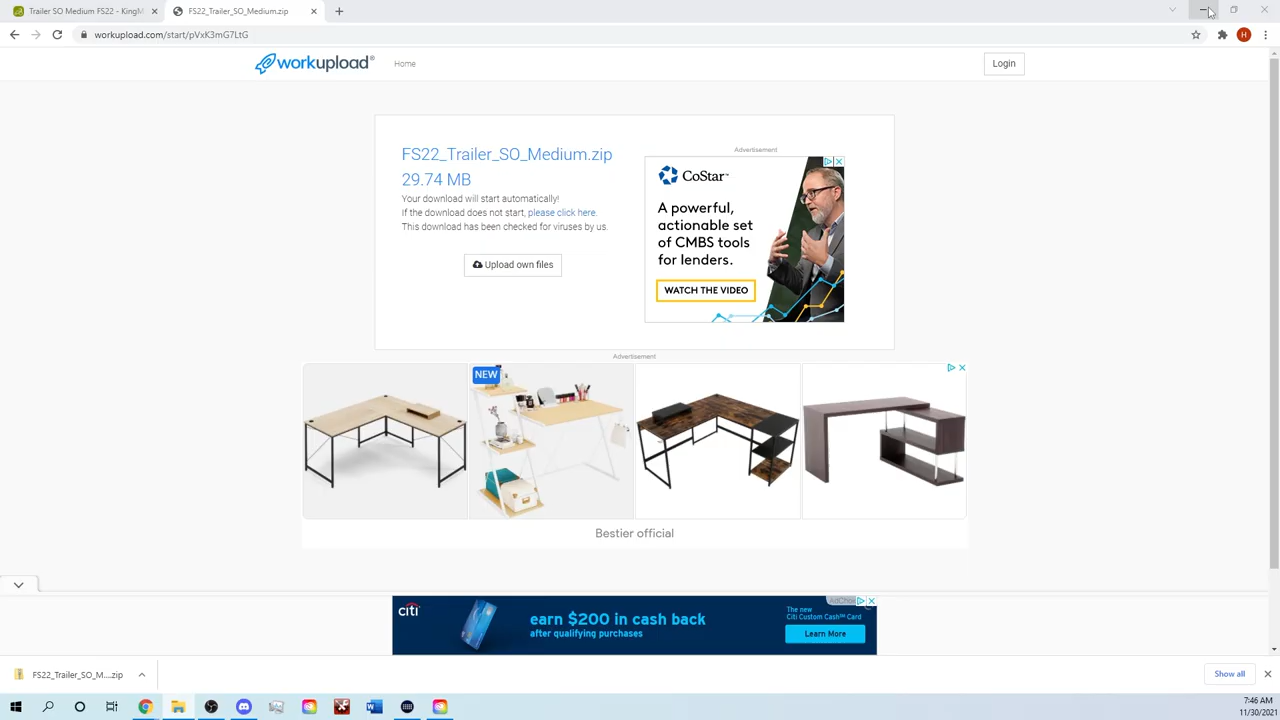 Trailer SO Medium FS22 - KingM
FS22_Trailer_SO_Medium.zip
workupload.com/start/pVxK3mG7LtG
H
workupload®
Home
Login
FS22_Trailer_SO_Medium.zip
29.74 MB
Your download will start automatically!
If the download does not start, please click here.
This download has been checked for viruses by us.
Upload own files
Advertisement
CoStar™
A powerful,
actionable set
of CMBS tools
for lenders.
WATCH THE VIDEO
Advertisement
NEW
Bestier official
citi
earn $200 in cash back
after qualifying purchases
AdChoices
The new
Citi Custom Cash℠ Card
Learn More
FS22_Trailer_SO_M....zip
Show all
7:46 AM
11/30/2021